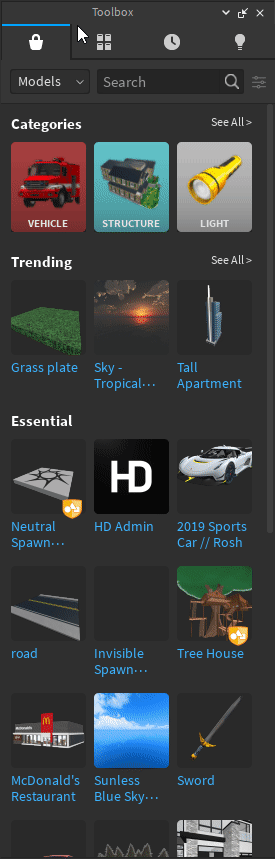 Toolbox
Models
Search
Categories
See All >
VEHICLE
STRUCTURE
LIGHT
Trending
See All >
Grass plate
Sky -
Tropical...
Tall
Apartment
Essential
HD
Neutral
Spawn...
HD Admin
2019 Sports
Car // Rosh
road
Invisible
Spawn...
Tree House
McDonald's
McDonald's
Restaurant
Sunless
Blue Sky...
Sword